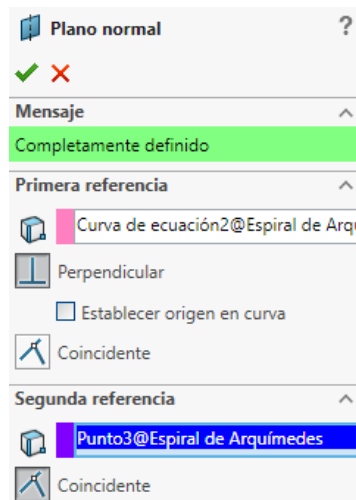 Plano normal ?
Mensaje
Completamente definido
Primera referencia
Curva de ecuación2@Espiral de Arqu
Perpendicular
Establecer origen en curva
Coincidente
Segunda referencia
Punto3@Espiral de Arquímedes
Coincidente